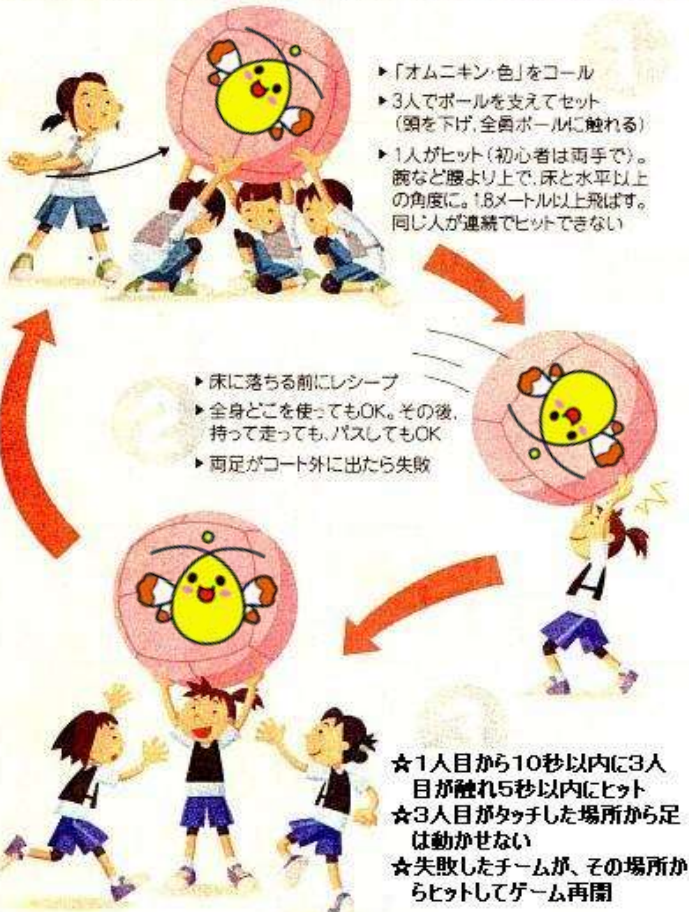 1
▶「オムニキン・色」をコール
▶3人でボールを支えてセット
(頭を下げ、全員ボールに触れる)
▶1人がヒット(初心者は両手で)。
腕など腰より上で、床と水平以上
の角度に。1.8メートル以上飛ばす。
同じ人が連続でヒットできない
2
▶床に落ちる前にレシーブ
▶全身どこを使ってもOK。その後、
持って走っても、パスしてもOK
▶両足がコート外に出たら失敗
A
3
☆1人目から10秒以内に3人
目が触れ5秒以内にヒット
☆3人目がタッチした場所から足
は動かせない
☆失敗したチームが、その場所か
らヒットしてゲーム再開